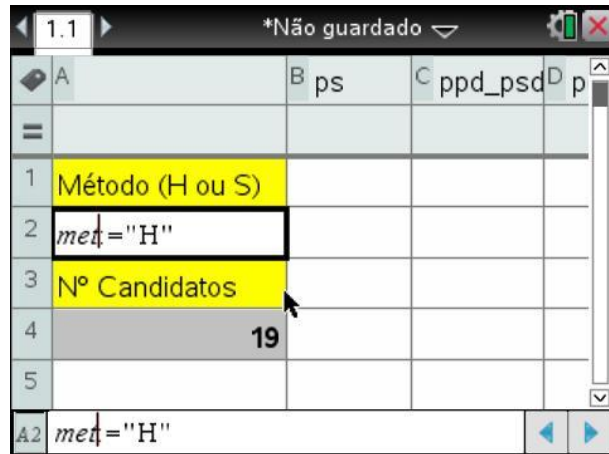 1.1 *Não guardado
A B ps C ppd_psd D p
=
1 Método (H ou S)
2 met:="H"
3 Nº Candidatos
4 19
5
A2 met:="H"